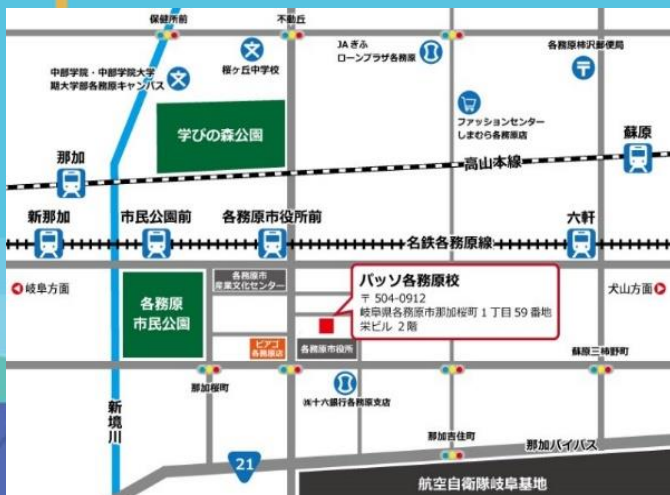 保健所前
不動丘
桜ヶ丘中学校
JAぎふ
ローンプラザ各務原
各務原柿沢郵便局
中部学院・中部学院大学
期大学部各務原キャンパス
学びの森公園
ファッションセンター
しまむら各務原店
那加
高山本線
蘇原
新那加
市民公園前
各務原市役所前
名鉄各務原線
六軒
岐阜方面
各務原
市民公園
各務原市
産業文化センター
パッソ各務原校
〒 504-0912
岐阜県各務原市那加桜町1丁目59番地
栄ビル 2階
犬山方面
ピアゴ
各務原店
各務原市役所
蘇原三柿野町
那加桜町
㈱十六銀行各務原支店
新境川
21
那加吉住町
那加バイパス
航空自衛隊岐阜基地